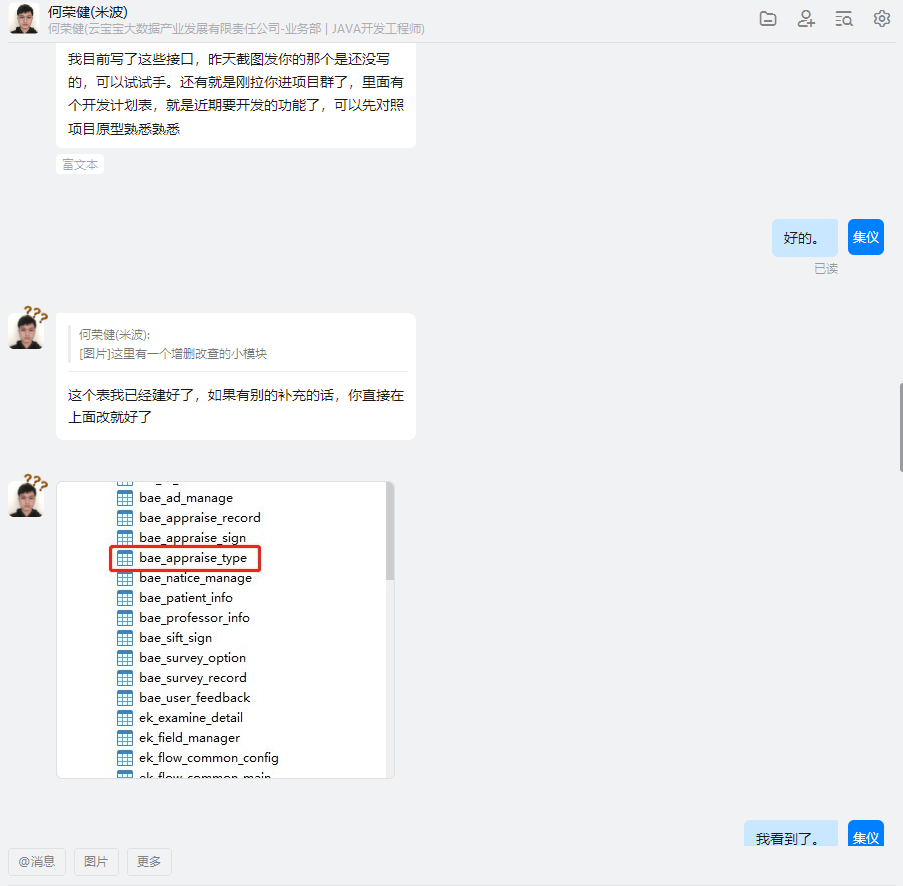 何荣健(米波)
何荣健(云宝宝大数据产业发展有限责任公司-业务部 | JAVA开发工程师)
我目前写了这些接口，昨天截图发你的那个是还没写
的，可以试试手。还有就是刚拉你进项目群了，里面有
个开发计划表，就是近期要开发的功能了，可以先对照
项目原型熟悉熟悉
富文本
好的。
集仪
已读
???
何荣健(米波):
[图片]这里有一个增删改查的小模块
这个表我已经建好了，如果有别的补充的话，你直接在
上面改就好了
???
bae_ad_manage
bae_appraise_record
bae_appraise_sign
bae_appraise_type
bae_natice_manage
bae_patient_info
bae_professor_info
bae_sift_sign
bae_survey_option
bae_survey_record
bae_user_feedback
ek_examine_detail
ek_field_manager
ek_flow_common_config
ek_flow_common_main
我看到了。
集仪
@消息
图片
更多